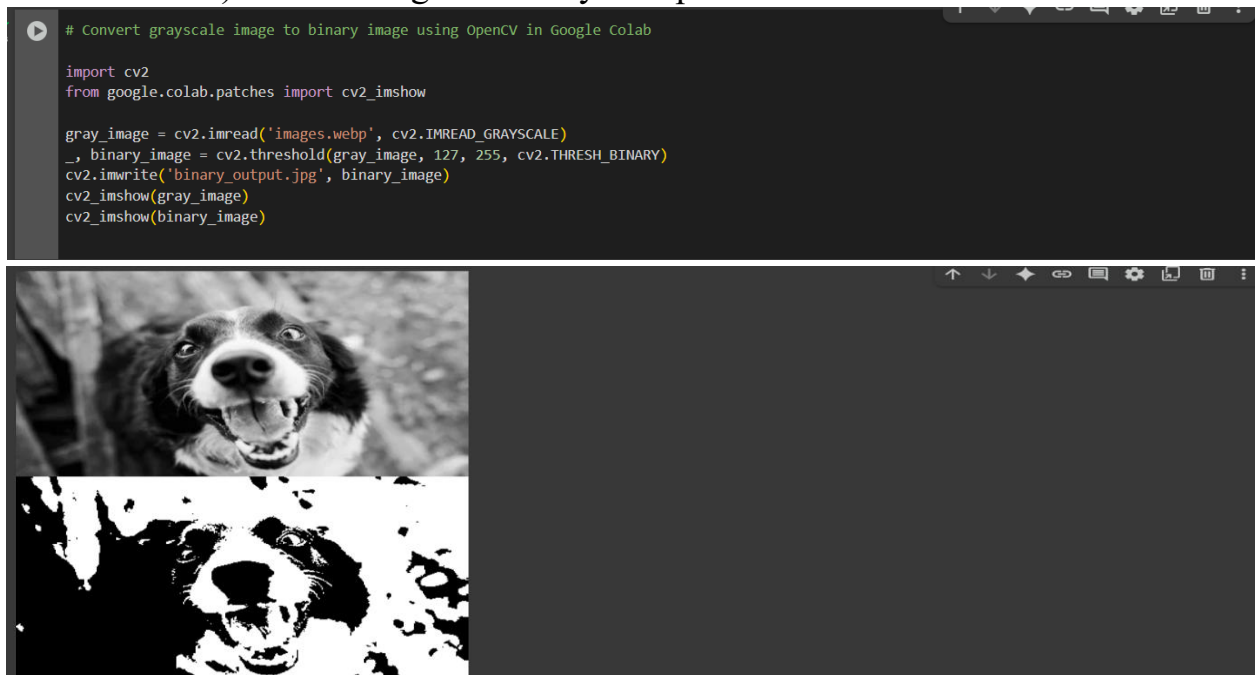 # Convert grayscale image to binary image using OpenCV in Google Colab
import cv2
from google.colab.patches import cv2_imshow
gray_image = cv2.imread('images.webp', cv2.IMREAD_GRAYSCALE)
_, binary_image = cv2.threshold(gray_image, 127, 255, cv2.THRESH_BINARY)
cv2.imwrite('binary_output.jpg', binary_image)
cv2_imshow(gray_image)
cv2_imshow(binary_image)